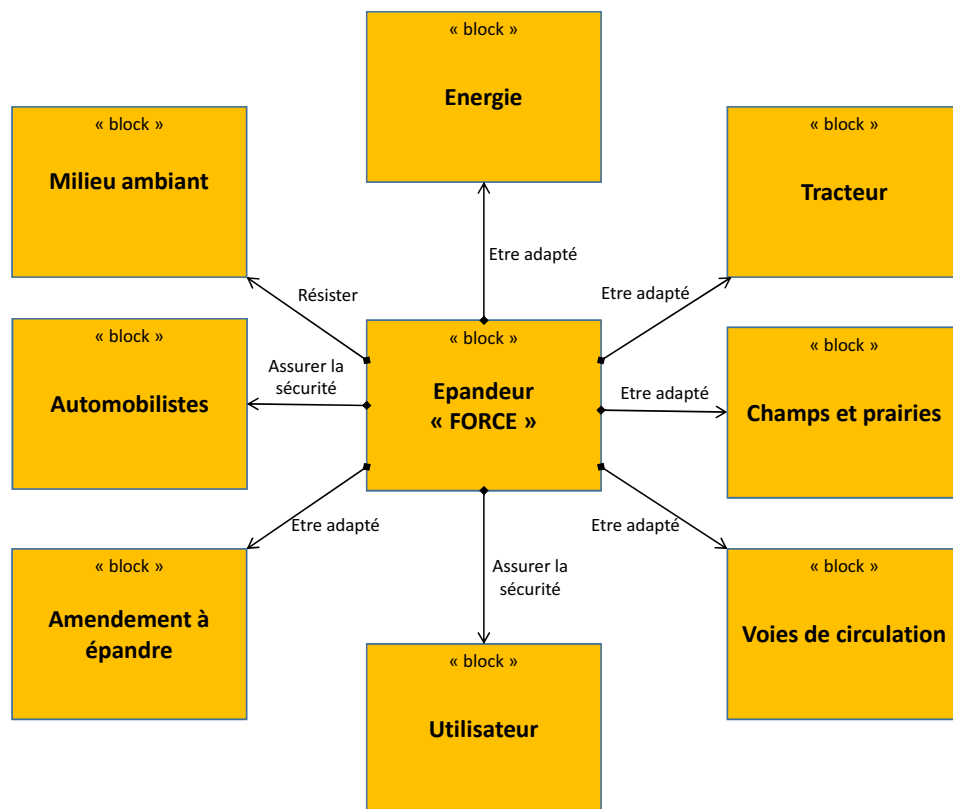 « block »
Energie
« block »
Milieu ambiant
« block »
Tracteur
Etre adapté
Résister
Etre adapté
« block »
Automobilistes
Assurer la
sécurité
« block »
Epandeur
« FORCE »
Etre adapté
« block »
Champs et prairies
Etre adapté
Etre adapté
« block »
Amendement à
épandre
Assurer la
sécurité
« block »
Voies de circulation
« block »
Utilisateur